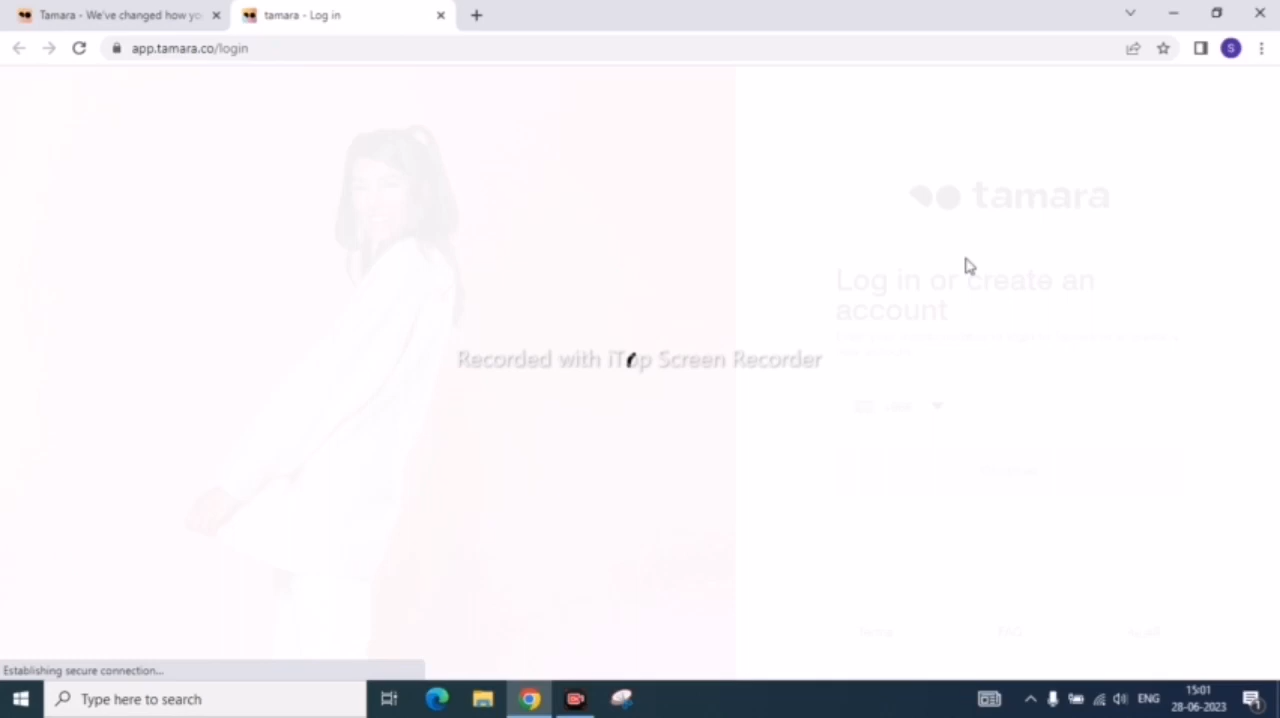 Tamara - We've changed how yo
tamara - Log in
app.tamara.co/login
S
tamara
Log in or create an
account
Recorded with iTop Screen Recorder
Establishing secure connection...
Type here to search
ENG
15:01
28-06-2023
1